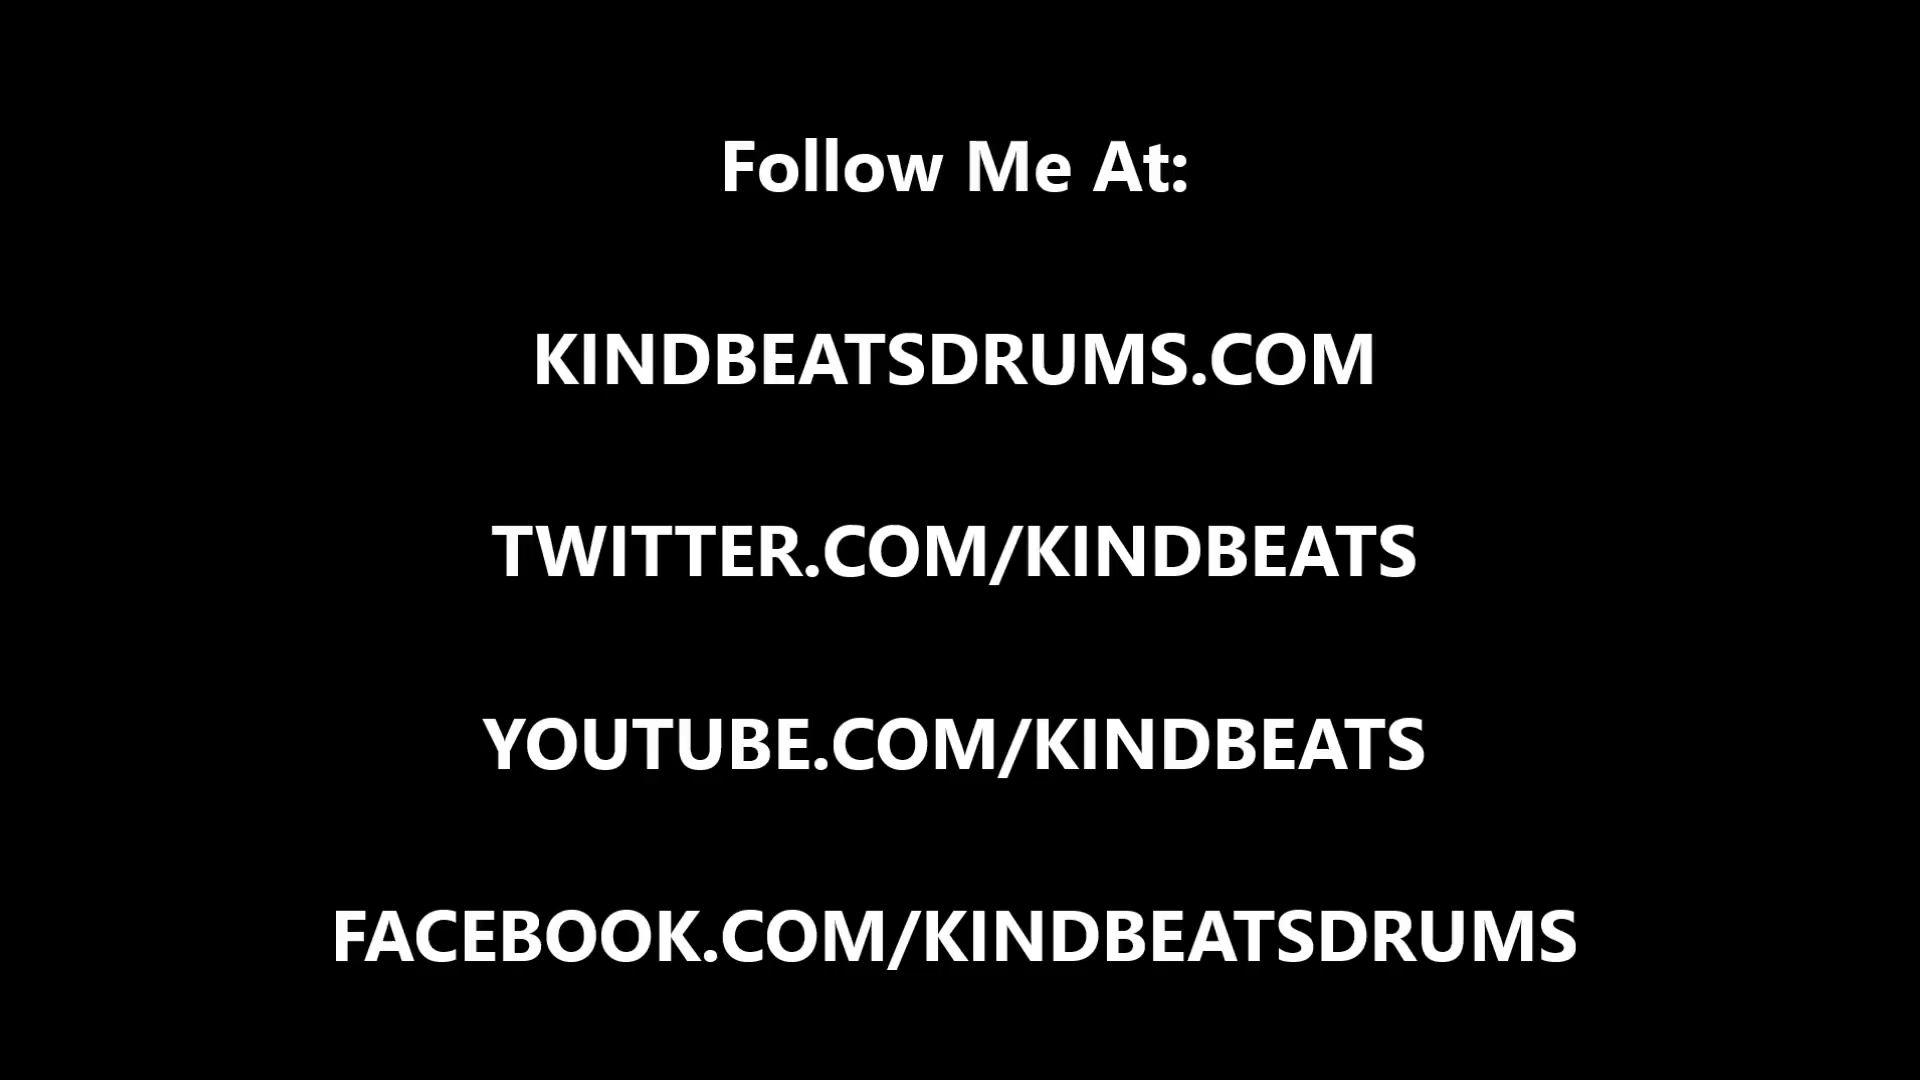 Follow Me At:
KINDBEATSDRUMS.COM
TWITTER.COM/KINDBEATS
YOUTUBE.COM/KINDBEATS
FACEBOOK.COM/KINDBEATSDRUMS